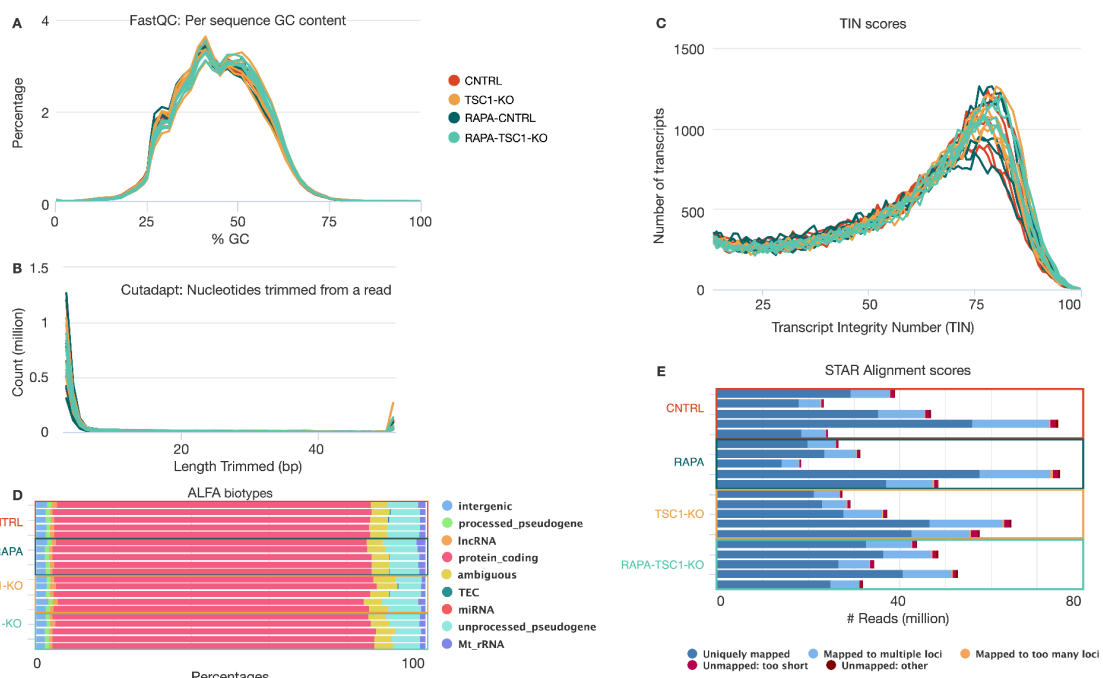 A
FastQC: Per sequence GC content
4
2
0
Percentage
0 25 50 75 100
% GC
CNTRL
TSC1-KO
RAPA-CNTRL
RAPA-TSC1-KO
B
Cutadapt: Nucleotides trimmed from a read
1.5
1
0.5
0
Count (million)
20 40
Length Trimmed (bp)
C
TIN scores
1500
1000
500
0
Number of transcripts
25 50 75 100
Transcript Integrity Number (TIN)
D
ALFA biotypes
NTRL
APA
1-KO
-KO
0 100
Percentages
intergenic
processed_pseudogene
lncRNA
protein_coding
ambiguous
TEC
miRNA
unprocessed_pseudogene
Mt_rRNA
E
STAR Alignment scores
CNTRL
RAPA
TSC1-KO
RAPA-TSC1-KO
0 40 80
# Reads (million)
Uniquely mapped Mapped to multiple loci Mapped to too many loci
Unmapped: too short Unmapped: other